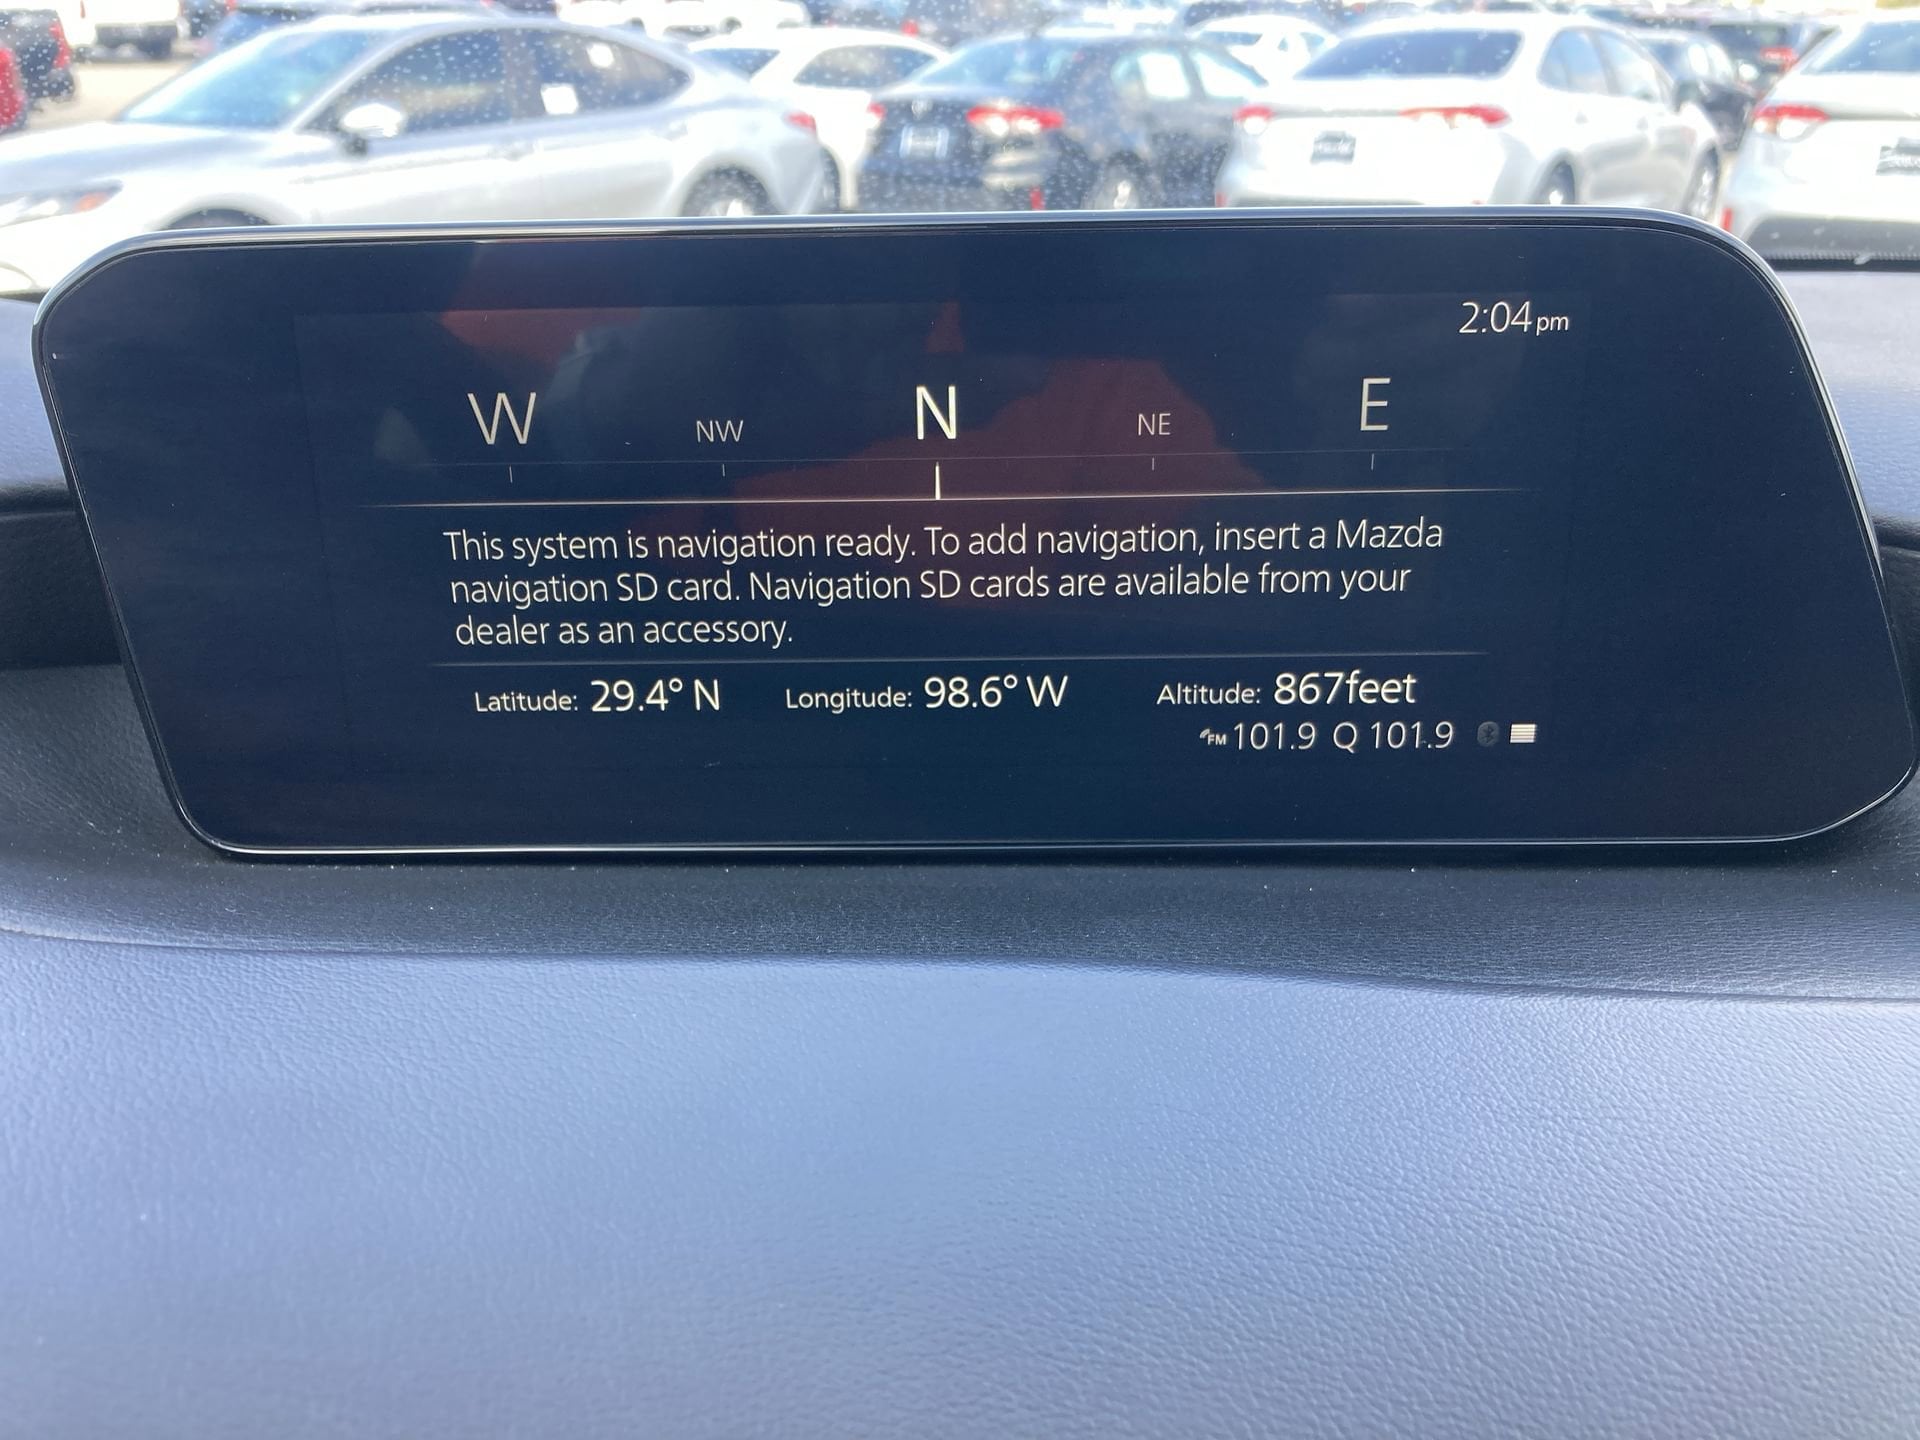 2:04 pm
W NW N NE E
This system is navigation ready. To add navigation, insert a Mazda
navigation SD card. Navigation SD cards are available from your
dealer as an accessory.
Latitude: 29.4° N Longitude: 98.6° W Altitude: 867feet
FM 101.9 Q 101.9